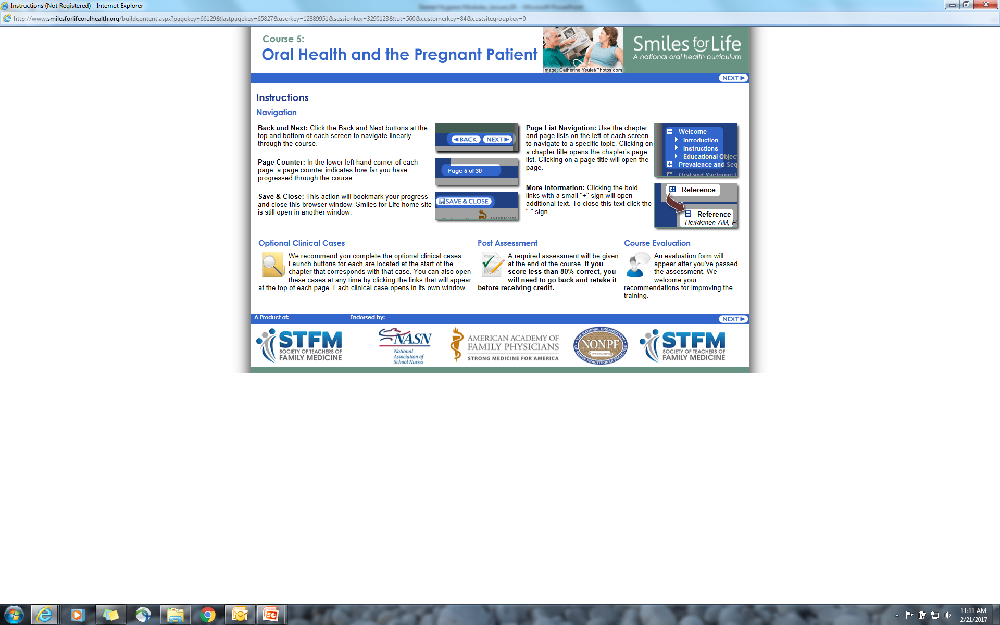 Instructions (Not Registered) - Internet Explorer
Dental Hygiene Modules_January30 - Microsoft PowerPoint
http://www.smilesforlifeoralhealth.org/buildcontent.aspx?pagekey=66129&lastpagekey=65827&userkey=12889951&sessionkey=3290123&tut=560&customerkey=84&custsitegroupkey=0
Course 5:
Oral Health and the Pregnant Patient
Image: Catherine Yeulet/Photos.com
Smiles for Life
A national oral health curriculum
NEXT
Instructions
Navigation
Back and Next: Click the Back and Next buttons at the
top and bottom of each screen to navigate linearly
through the course.
BACK NEXT
Page Counter: In the lower left hand corner of each
page, a page counter indicates how far you have
progressed through the course.
Page 6 of 30
Save & Close: This action will bookmark your progress
and close this browser window. Smiles for Life home site
is still open in another window.
SAVE & CLOSE
Endorsed by: AMERICAN
Page List Navigation: Use the chapter
and page lists on the left of each screen
to navigate to a specific topic. Clicking on
a chapter title opens the chapter's page
list. Clicking on a page title will open the
page.
Welcome
Introduction
Instructions
Educational Objec
Prevalence and Seq
Oral and Systemic D
More information: Clicking the bold
links with a small "+" sign will open
additional text. To close this text click the
"-" sign.
Reference
Reference
Heikkinen AM, P
Optional Clinical Cases
We recommend you complete the optional clinical cases.
Launch buttons for each are located at the start of the
chapter that corresponds with that case. You can also open
these cases at any time by clicking the links that will appear
at the top of each page. Each clinical case opens in its own window.
Post Assessment
A required assessment will be given
at the end of the course. If you
score less than 80% correct, you
will need to go back and retake it
before receiving credit.
Course Evaluation
An evaluation form will
appear after you've passed
the assessment. We
welcome your
recommendations for improving the
training.
A Product of:
Endorsed by:
NEXT
STFM
SOCIETY OF TEACHERS OF
FAMILY MEDICINE
NASN
National
Association of
School Nurses
AMERICAN ACADEMY OF
FAMILY PHYSICIANS
STRONG MEDICINE FOR AMERICA
THE NATIONAL ORGANIZATION
NONPF
NP EDUCATORS
OF NURSE PRACTITIONER FACULTIES
STFM
SOCIETY OF TEACHERS OF
FAMILY MEDICINE
11:11 AM
2/21/2017